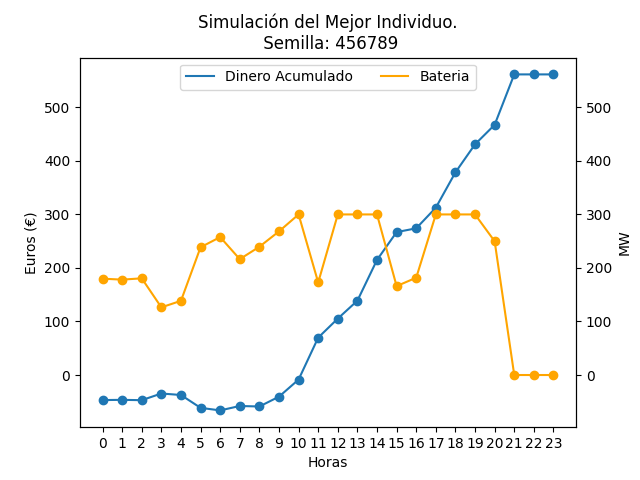 Simulación del Mejor Individuo.
Semilla: 456789
Dinero Acumulado
Bateria
500
400
300
200
100
0
Euros (€)
500
400
300
200
100
0
MW
0 1 2 3 4 5 6 7 8 9 10 11 12 13 14 15 16 17 18 19 20 21 22 23
Horas